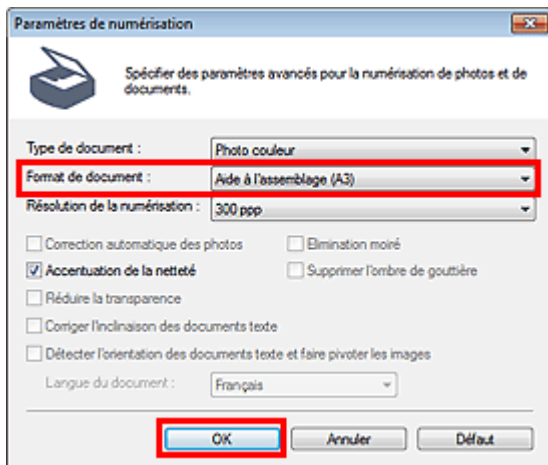 Paramètres de numérisation
Spécifier des paramètres avancés pour la numérisation de photos et de
documents.
Type de document : Photo couleur
Format de document : Aide à l'assemblage (A3)
Résolution de la numérisation : 300 ppp
Correction automatique des photos Elimination moiré
Accentuation de la netteté Supprimer l'ombre de gouttière
Réduire la transparence
Corriger l'inclinaison des documents texte
Détecter l'orientation des documents texte et faire pivoter les images
Langue du document : Français
OK Annuler Défaut